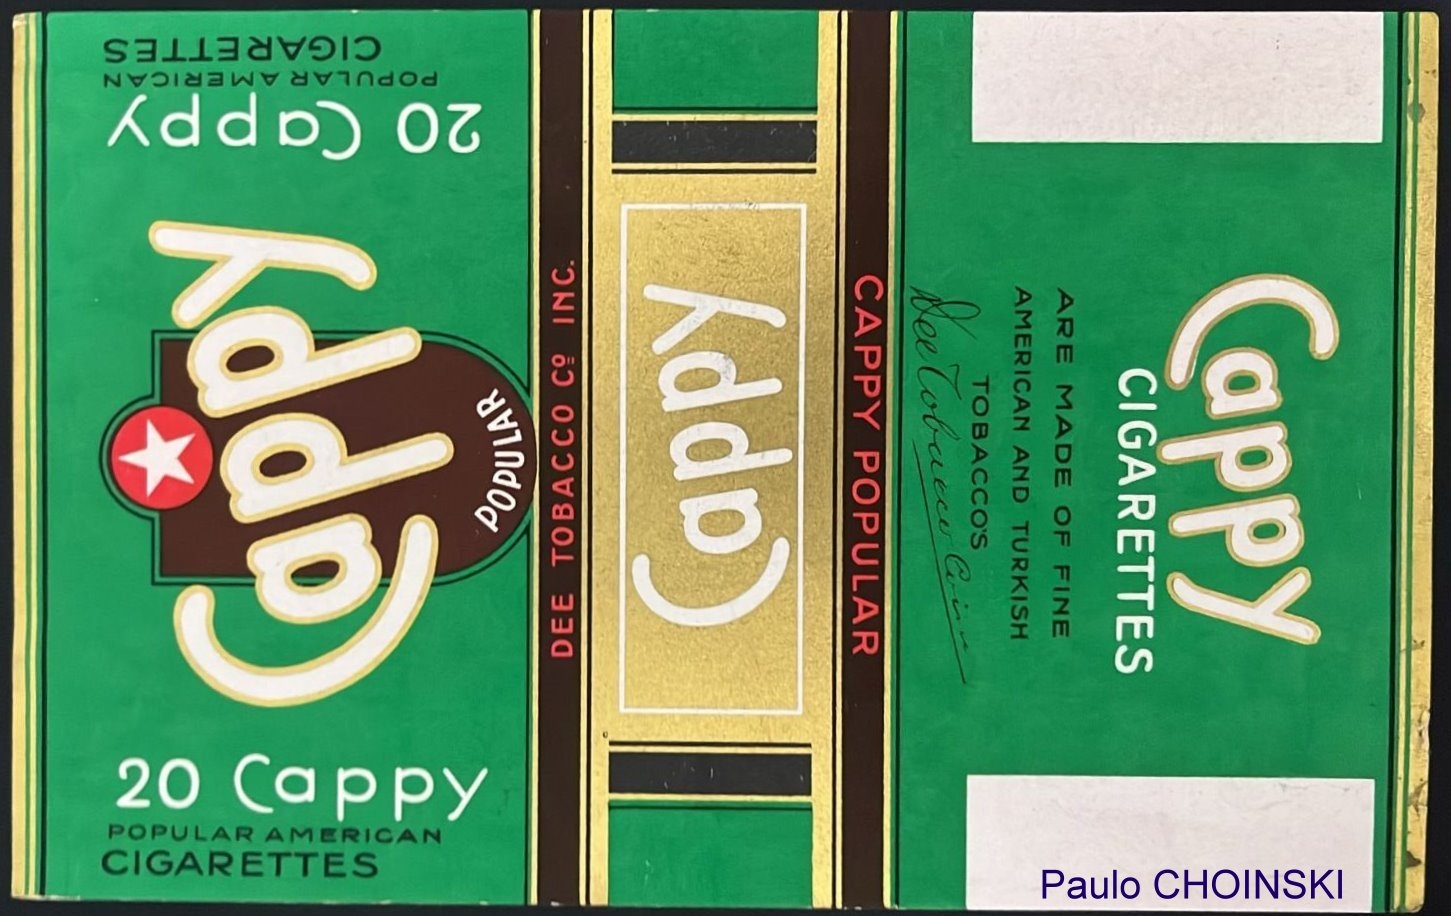 20 Cappy
POPULAR AMERICAN
CIGARETTES
Cappy
POPULAR
20 Cappy
POPULAR AMERICAN
CIGARETTES
DEE TOBACCO Cº INC.
Cappy
CAPPY POPULAR
Cappy
CIGARETTES
ARE MADE OF FINE
AMERICAN AND TURKISH
TOBACCO'S
Dee Tobacco Co inc
Paulo CHOINSKI